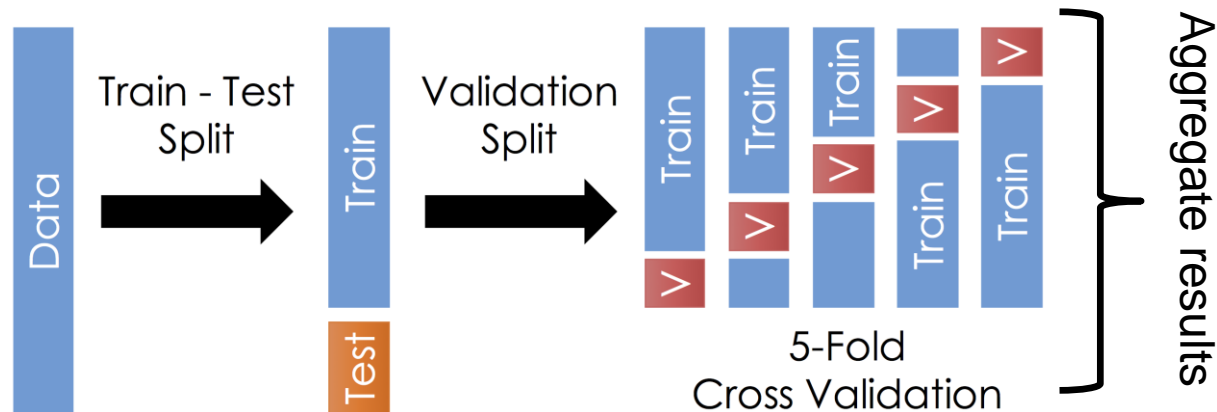 Data
Train - Test
Split
Train
Test
Validation
Split
Train
V
Train
V
Train
V
V
Train
V
Train
5-Fold
Cross Validation
Aggregate results